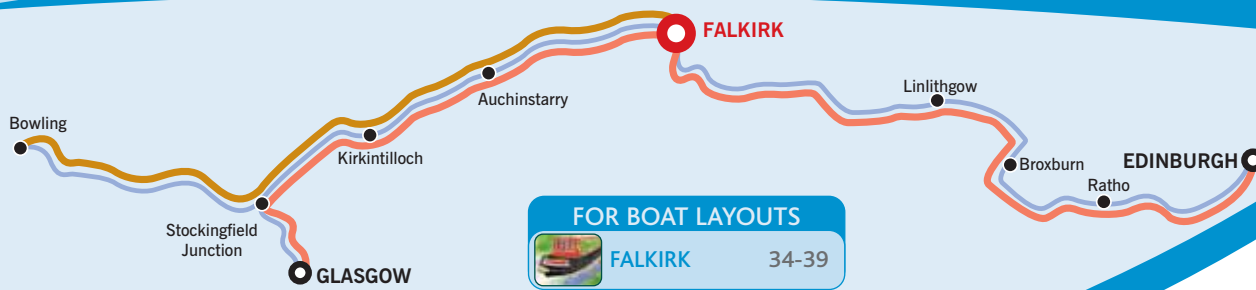 FALKIRK
Linlithgow
Auchinstarry
Bowling
Kirkintilloch
Broxburn
EDINBURGH
Ratho
Stockingfield
Junction
GLASGOW
FOR BOAT LAYOUTS
FALKIRK 34-39